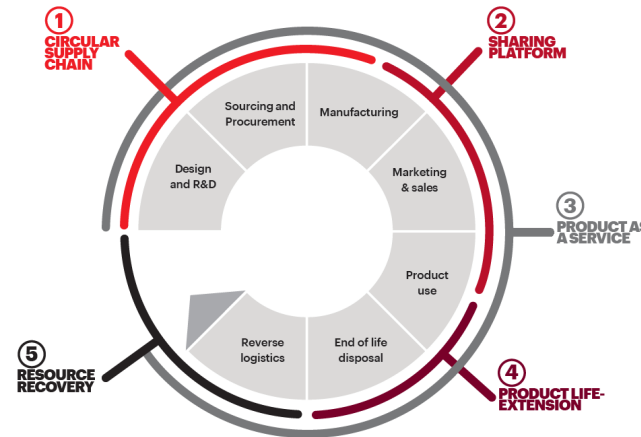 1
CIRCULAR
SUPPLY
CHAIN
2
SHARING
PLATFORM
Sourcing and
Procurement
Manufacturing
Design
and R&D
Marketing
& sales
3
PRODUCT AS
A SERVICE
Product
use
Reverse
logistics
End of life
disposal
5
RESOURCE
RECOVERY
4
PRODUCT LIFE-
EXTENSION